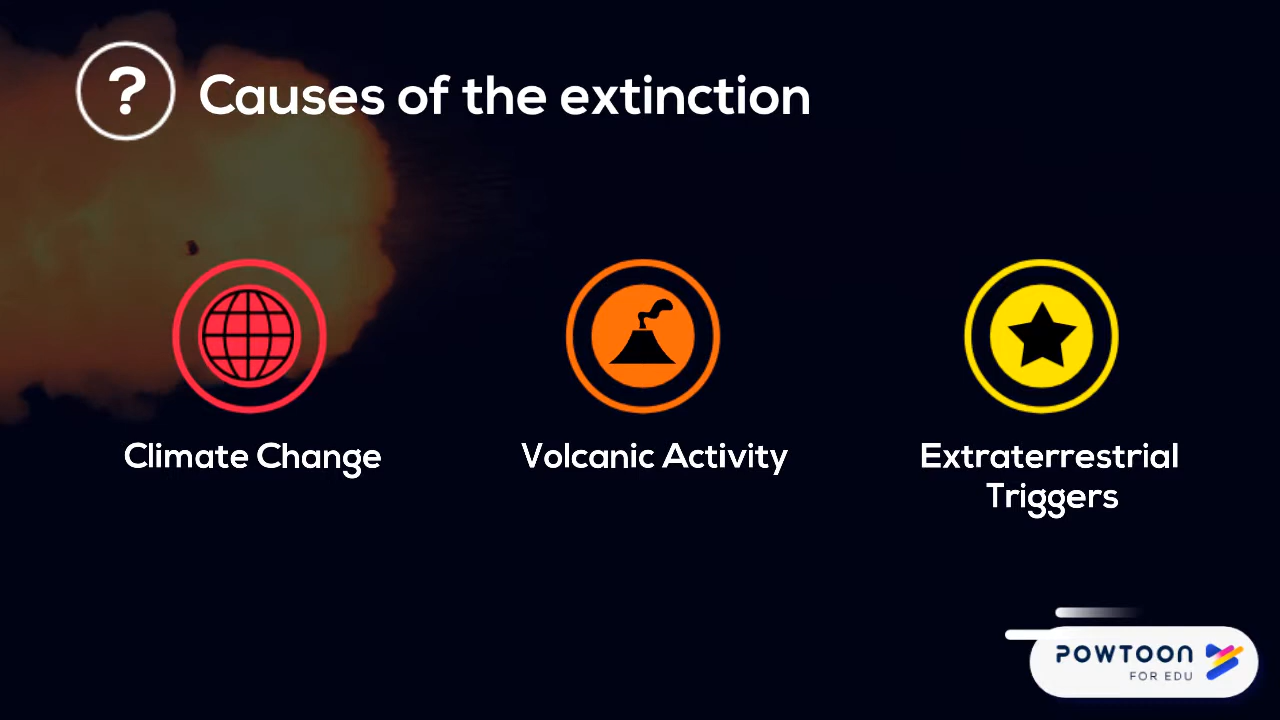 ?
Causes of the extinction
Climate Change
Volcanic Activity
Extraterrestrial
Triggers
POWTOON
FOR EDU